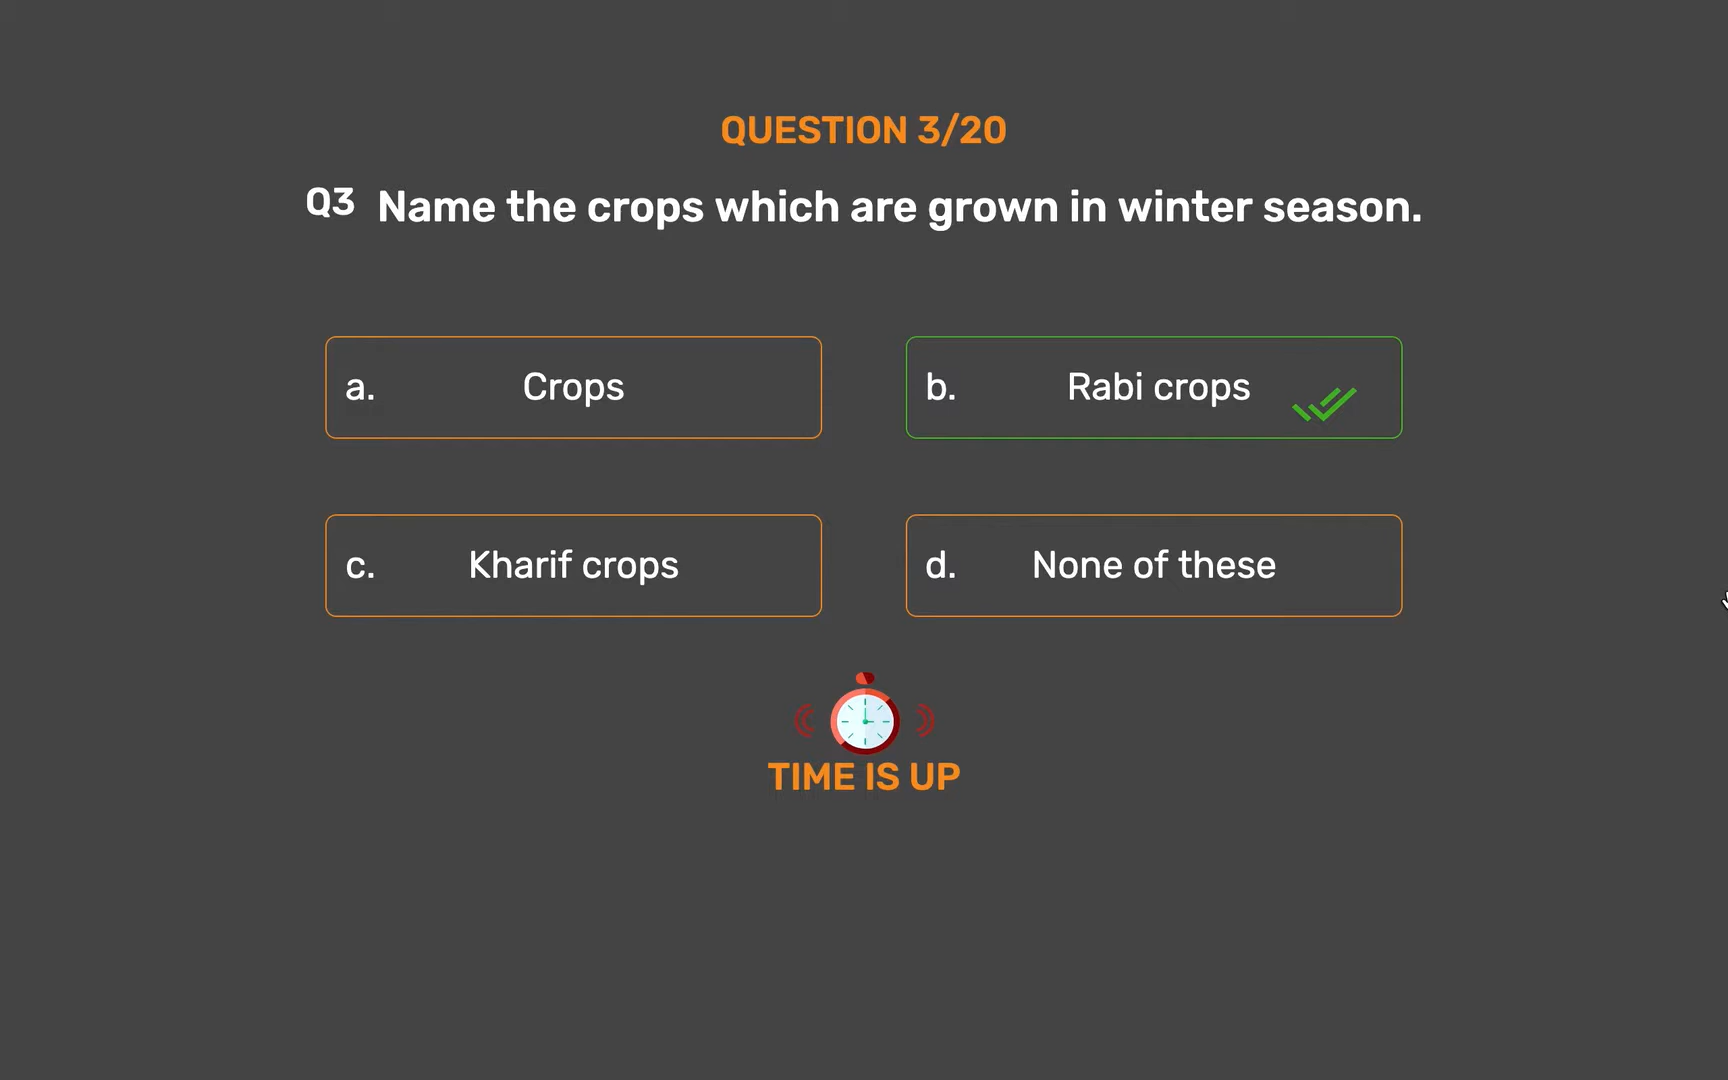 QUESTION 3/20
Q3 Name the crops which are grown in winter season.
a. Crops
b. Rabi crops
c. Kharif crops
d. None of these
TIME IS UP